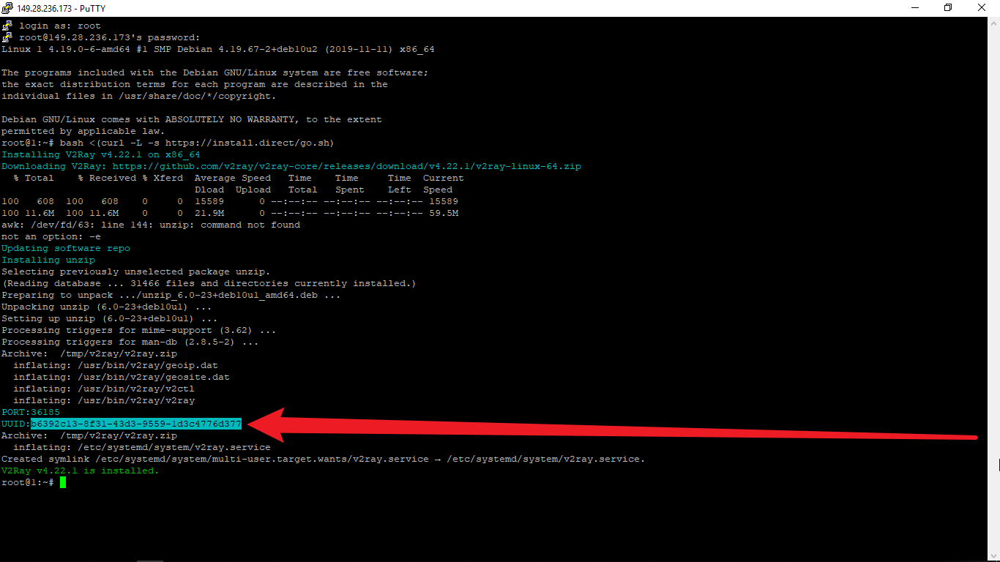 149.28.236.173 - PuTTY
login as: root
root@149.28.236.173's password:
Linux 1 4.19.0-6-amd64 #1 SMP Debian 4.19.67-2+deb10u2 (2019-11-11) x86_64
The programs included with the Debian GNU/Linux system are free software;
the exact distribution terms for each program are described in the
individual files in /usr/share/doc/*/copyright.
Debian GNU/Linux comes with ABSOLUTELY NO WARRANTY, to the extent
permitted by applicable law.
root@1:~# bash <(curl -L -s https://install.direct/go.sh)
Installing V2Ray v4.22.1 on x86_64
Downloading V2Ray: https://github.com/v2ray/v2ray-core/releases/download/v4.22.1/v2ray-linux-64.zip
  % Total    % Received % Xferd  Average Speed   Time    Time     Time  Current
                                 Dload  Upload   Total   Spent    Left  Speed
100   608  100   608    0     0  15589      0 --:--:-- --:--:-- --:--:-- 15589
100 11.6M  100 11.6M    0     0  21.9M      0 --:--:-- --:--:-- --:--:-- 59.5M
awk: /dev/fd/63: line 144: unzip: command not found
not an option: -e
Updating software repo
Installing unzip
Selecting previously unselected package unzip.
(Reading database ... 31466 files and directories currently installed.)
Preparing to unpack .../unzip_6.0-23+deb10u1_amd64.deb ...
Unpacking unzip (6.0-23+deb10u1) ...
Setting up unzip (6.0-23+deb10u1) ...
Processing triggers for mime-support (3.62) ...
Processing triggers for man-db (2.8.5-2) ...
Archive:  /tmp/v2ray/v2ray.zip
  inflating: /usr/bin/v2ray/geoip.dat
  inflating: /usr/bin/v2ray/geosite.dat
  inflating: /usr/bin/v2ray/v2ctl
  inflating: /usr/bin/v2ray/v2ray
PORT:36185
UUID:b6392c13-8f31-43d3-9559-1d3c4776d377
Archive:  /tmp/v2ray/v2ray.zip
  inflating: /etc/systemd/system/v2ray.service
Created symlink /etc/systemd/system/multi-user.target.wants/v2ray.service → /etc/systemd/system/v2ray.service.
V2Ray v4.22.1 is installed.
root@1:~#